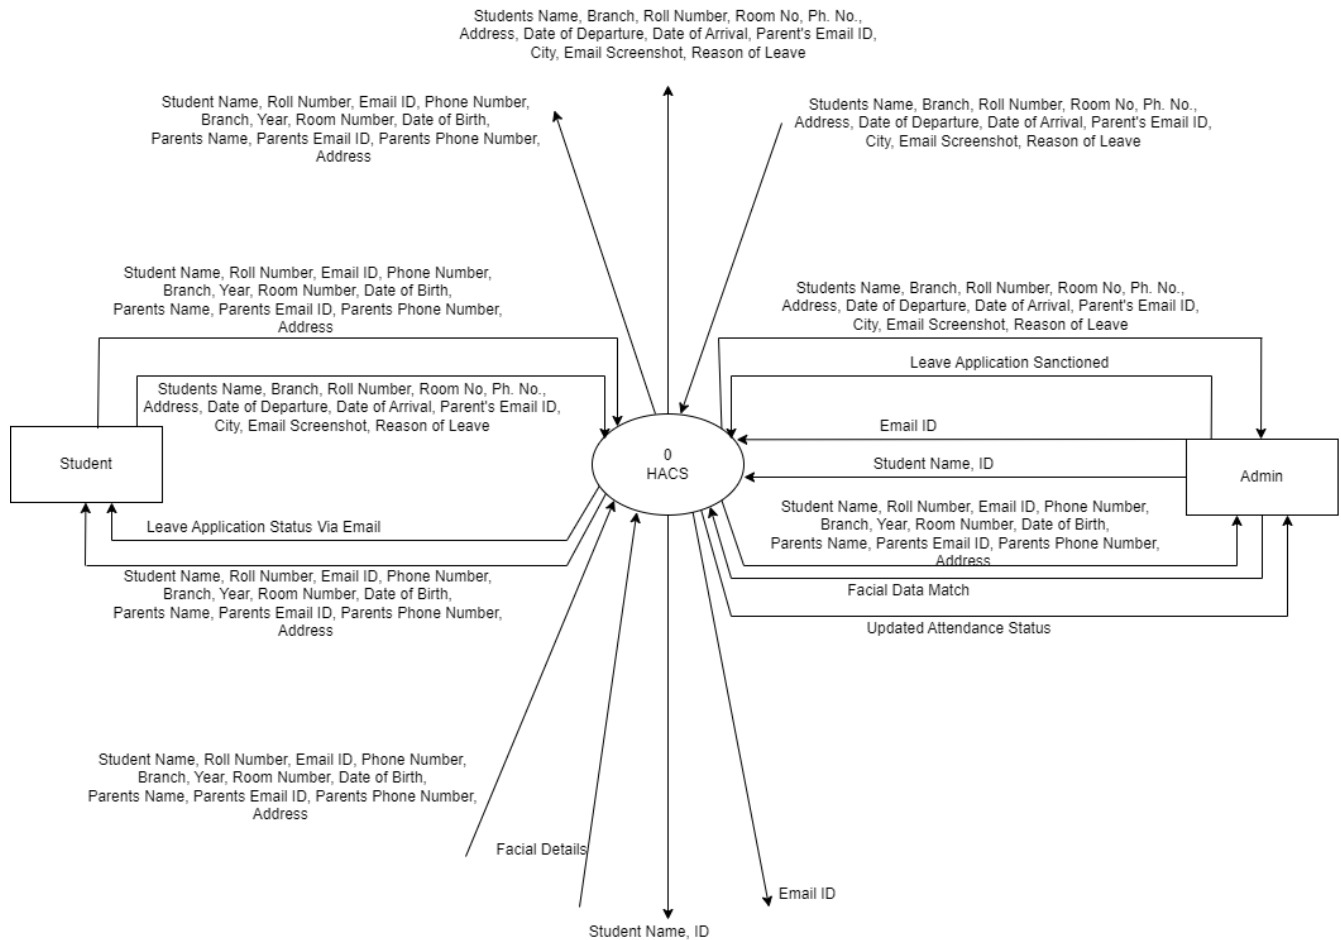 Students Name, Branch, Roll Number, Room No, Ph. No.,
Address, Date of Departure, Date of Arrival, Parent's Email ID,
City, Email Screenshot, Reason of Leave
Student Name, Roll Number, Email ID, Phone Number,
Branch, Year, Room Number, Date of Birth,
Parents Name, Parents Email ID, Parents Phone Number,
Address
Students Name, Branch, Roll Number, Room No, Ph. No.,
Address, Date of Departure, Date of Arrival, Parent's Email ID,
City, Email Screenshot, Reason of Leave
Student Name, Roll Number, Email ID, Phone Number,
Branch, Year, Room Number, Date of Birth,
Parents Name, Parents Email ID, Parents Phone Number,
Address
Students Name, Branch, Roll Number, Room No, Ph. No.,
Address, Date of Departure, Date of Arrival, Parent's Email ID,
City, Email Screenshot, Reason of Leave
Leave Application Sanctioned
Students Name, Branch, Roll Number, Room No, Ph. No.,
Address, Date of Departure, Date of Arrival, Parent's Email ID,
City, Email Screenshot, Reason of Leave
Email ID
Student
0
HACS
Student Name, ID
Admin
Leave Application Status Via Email
Student Name, Roll Number, Email ID, Phone Number,
Branch, Year, Room Number, Date of Birth,
Parents Name, Parents Email ID, Parents Phone Number,
Address
Student Name, Roll Number, Email ID, Phone Number,
Branch, Year, Room Number, Date of Birth,
Parents Name, Parents Email ID, Parents Phone Number,
Address
Facial Data Match
Updated Attendance Status
Student Name, Roll Number, Email ID, Phone Number,
Branch, Year, Room Number, Date of Birth,
Parents Name, Parents Email ID, Parents Phone Number,
Address
Facial Details
Email ID
Student Name, ID